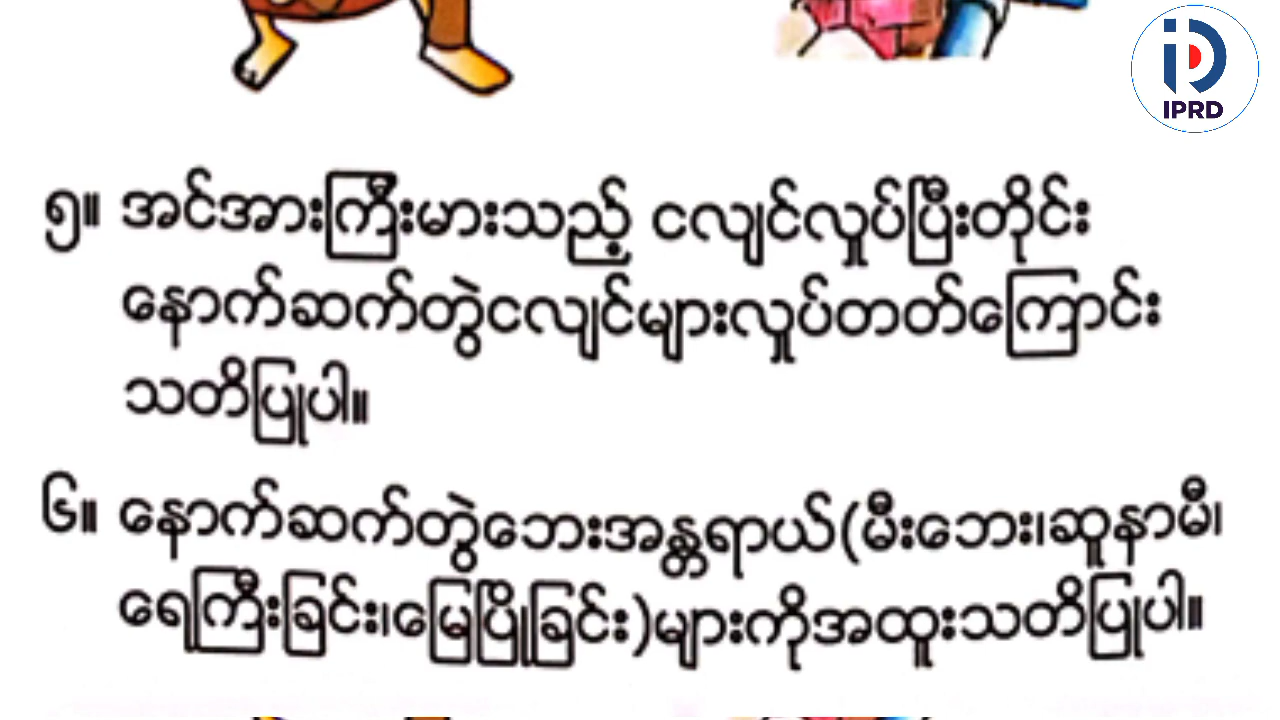 IPRD
၅။ အင်အားကြီးမားသည့် ငလျင်လှုပ်ပြီးတိုင်း
နောက်ဆက်တွဲငလျင်များလှုပ်တတ်ကြောင်း
သတိပြုပါ။
၆။ နောက်ဆက်တွဲဘေးအန္တရာယ်(မီးဘေး၊ဆူနာမီ၊
ရေကြီးခြင်း၊မြေပြိုခြင်း)များကိုအထူးသတိပြုပါ။